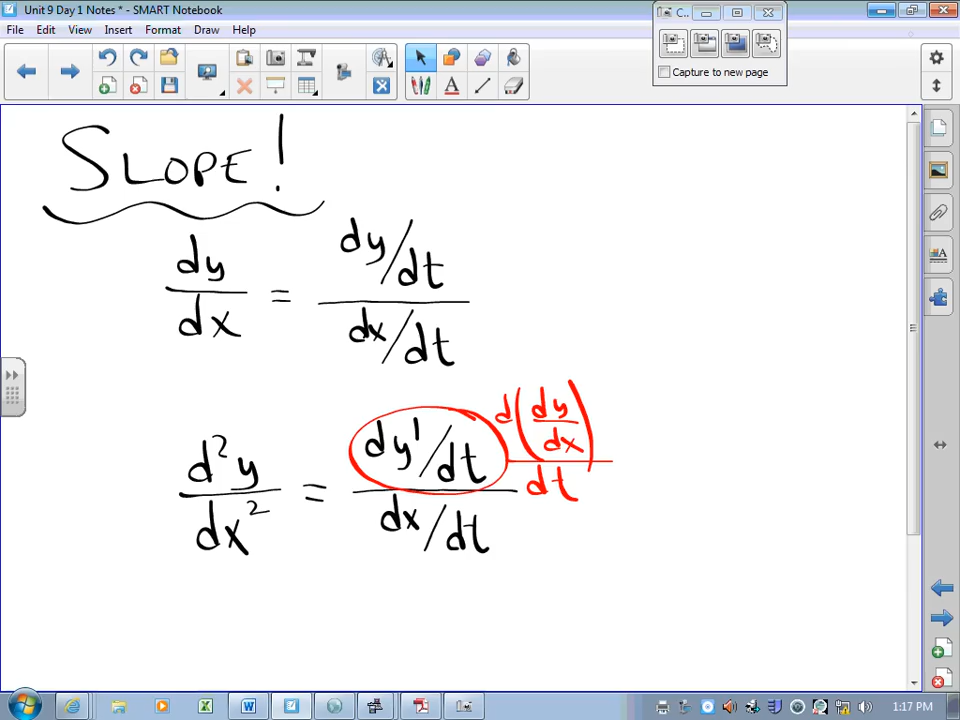 Unit 9 Day 1 Notes * - SMART Notebook
C...
File Edit View Insert Format Tools Draw Help
Capture to new page
SLOPE!
dy/dx = (dy/dt)/(dx/dt)
d²y/dx² = (dy'/dt)/(dx/dt) d(dy/dx)/dt
1:17 PM